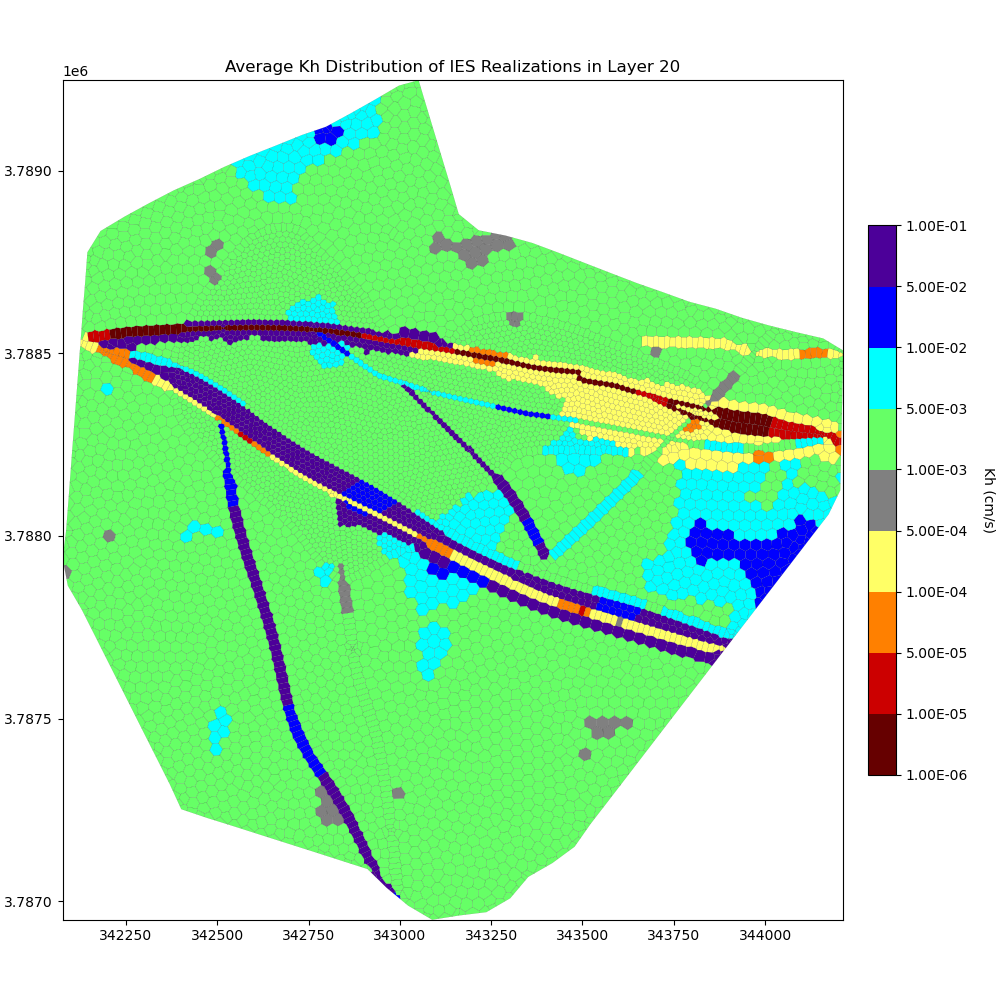 Average Kh Distribution of IES Realizations in Layer 20
1e6
3.7890
3.7885
3.7880
3.7875
3.7870
342250 342500 342750 343000 343250 343500 343750 344000
1.00E-01
5.00E-02
1.00E-02
5.00E-03
1.00E-03
5.00E-04
1.00E-04
5.00E-05
1.00E-05
1.00E-06
Kh (cm/s)